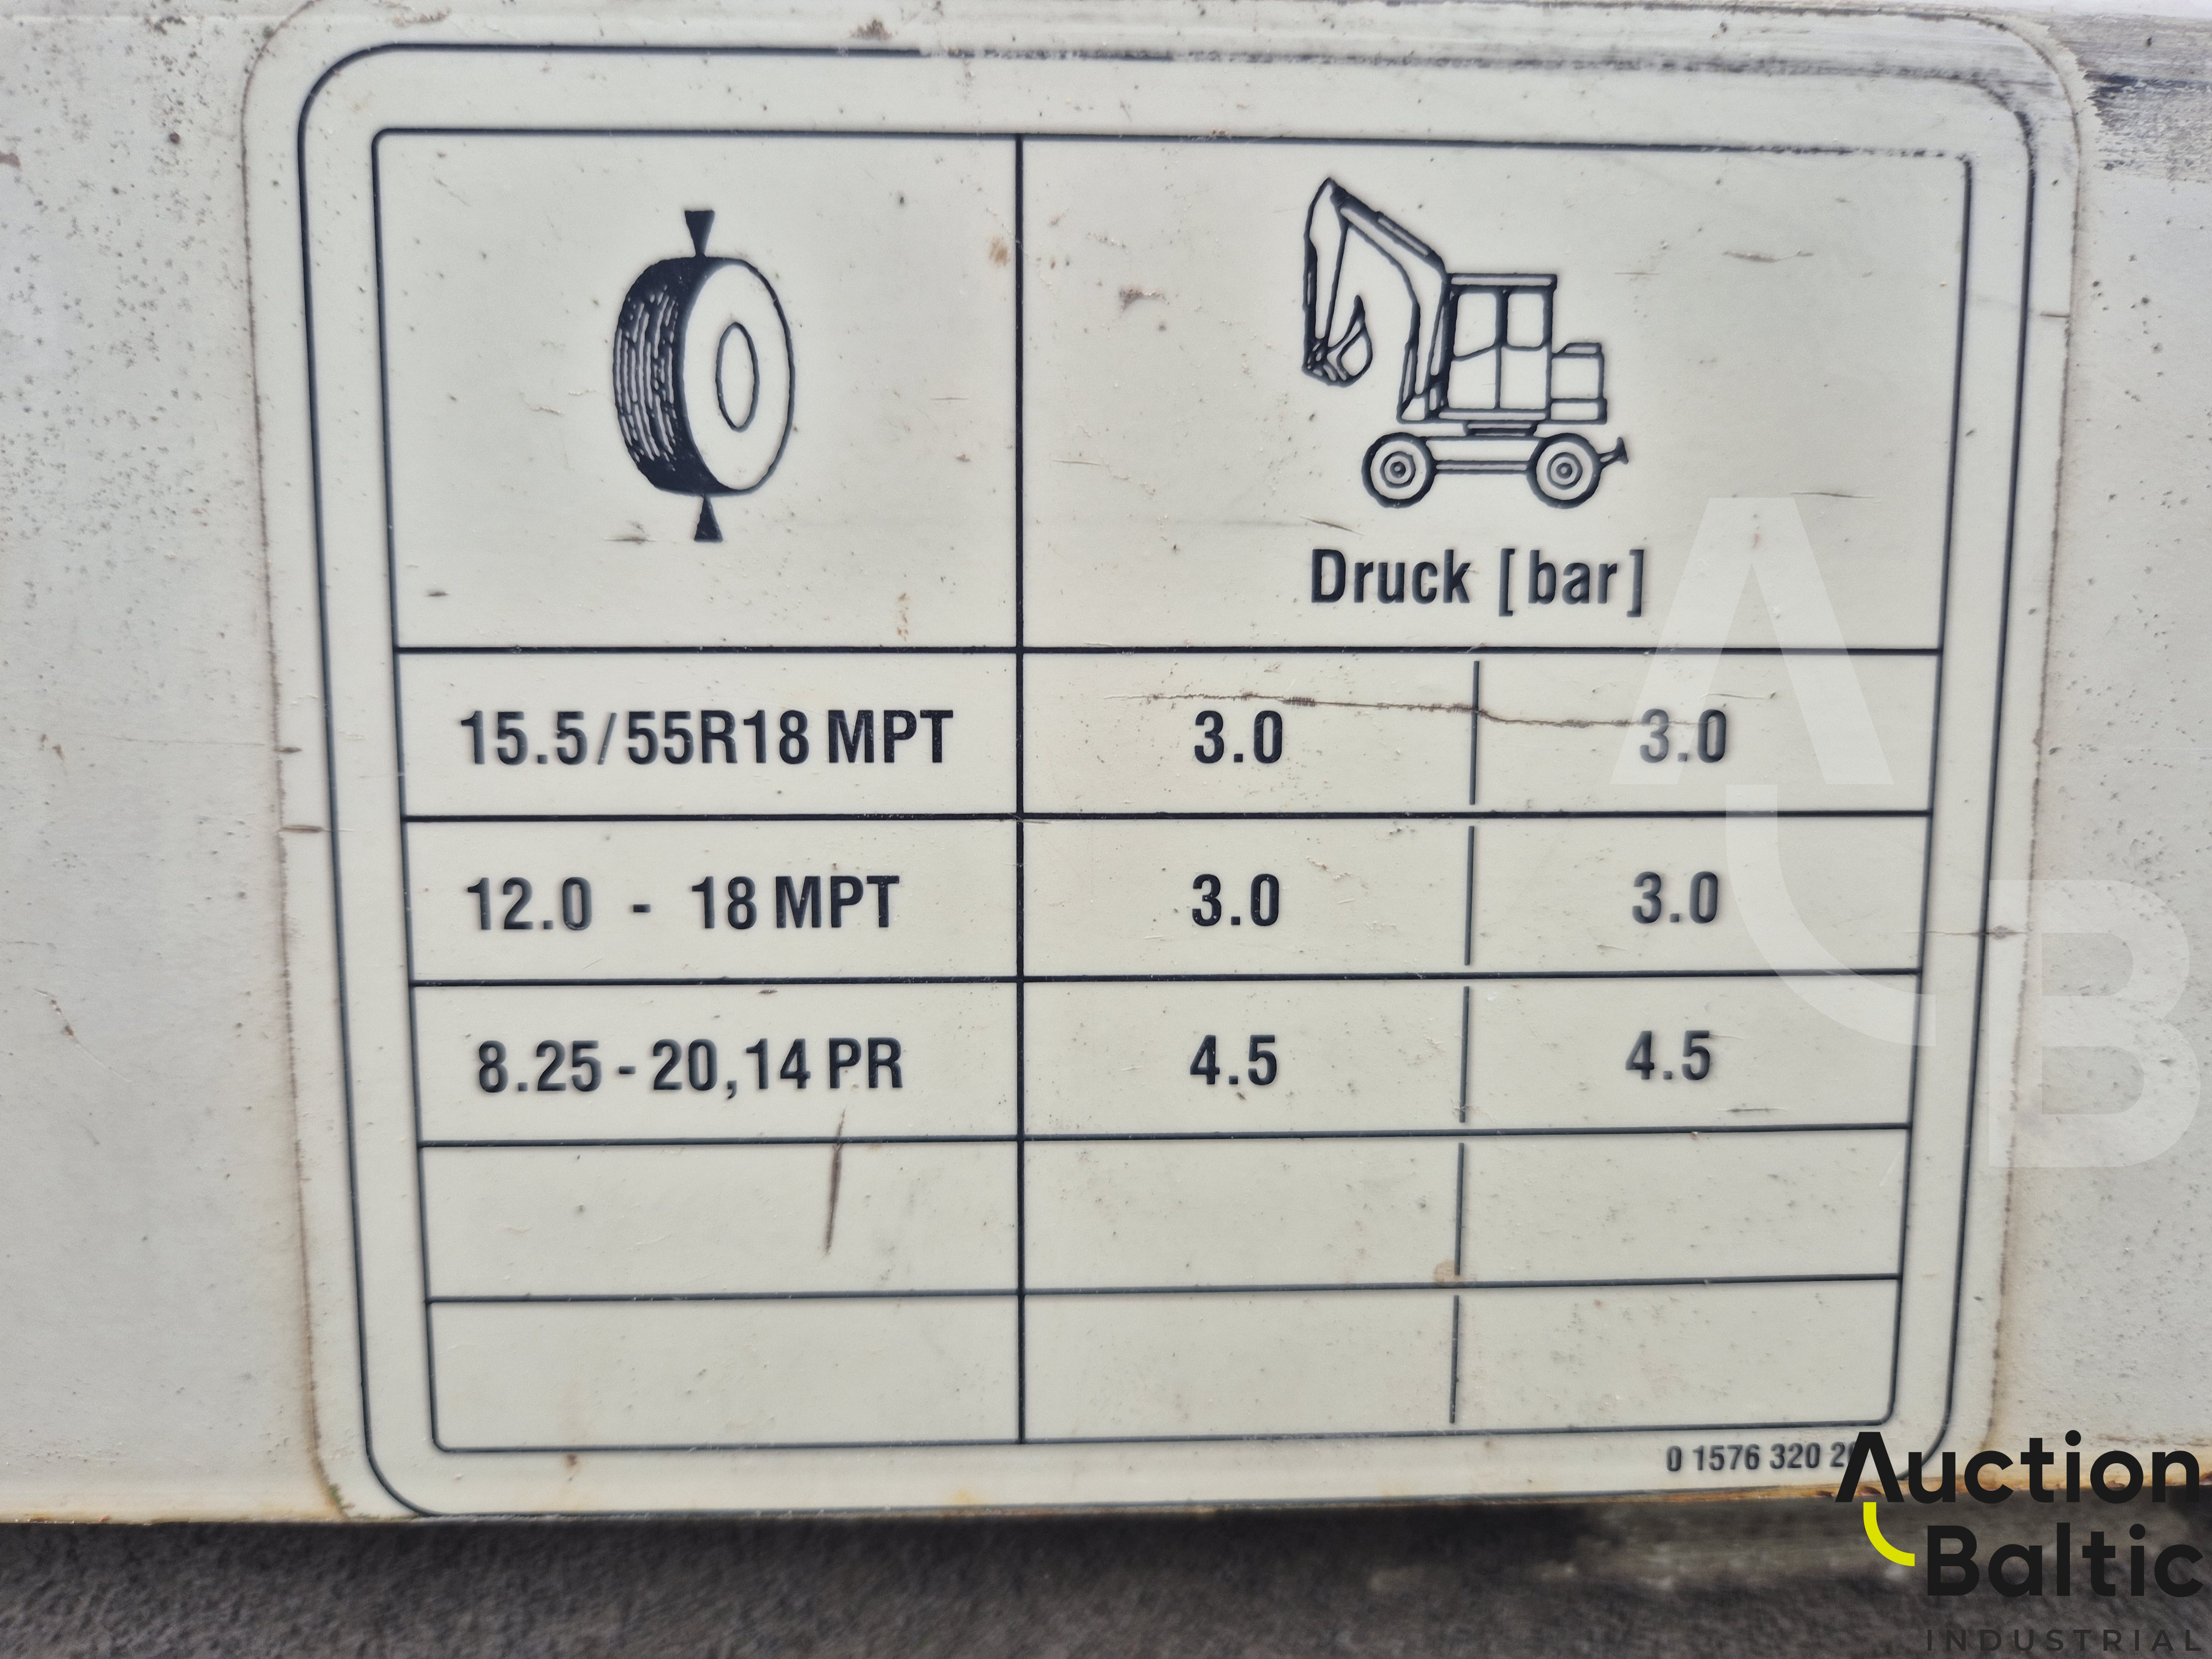 Druck [bar]
15.5/55R18 MPT 3.0 3.0
12.0 - 18 MPT 3.0 3.0
8.25-20,14 PR 4.5 4.5
0 1576 320
Auction
Baltic
INDUSTRIAL
A
B